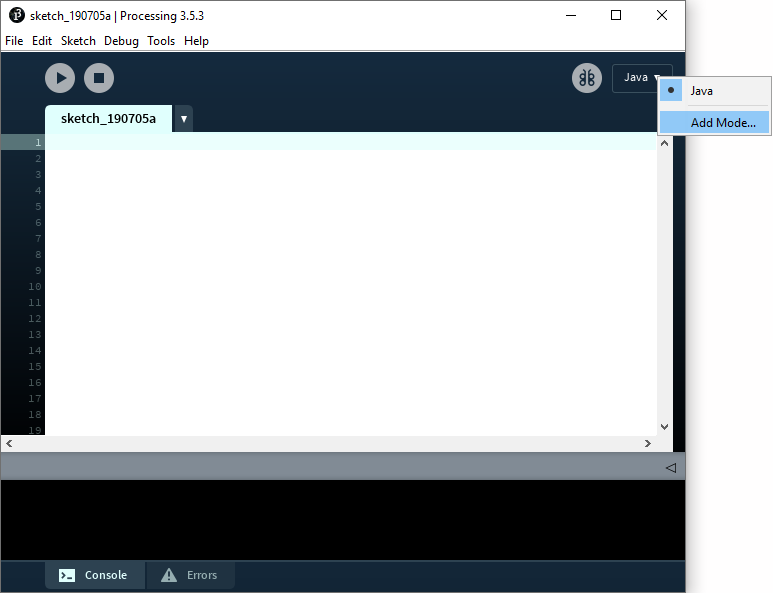 sketch_190705a | Processing 3.5.3
File Edit Sketch Debug Tools Help
Java
Java
Add Mode...
sketch_190705a
1
2
3
4
5
6
7
8
9
10
11
12
13
14
15
16
17
18
19
Console Errors